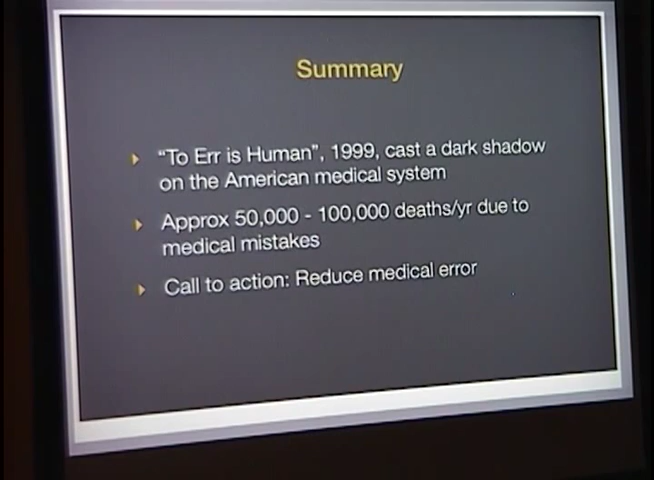 Summary
"To Err is Human", 1999, cast a dark shadow
on the American medical system
Approx 50,000 - 100,000 deaths/yr due to
medical mistakes
Call to action: Reduce medical error